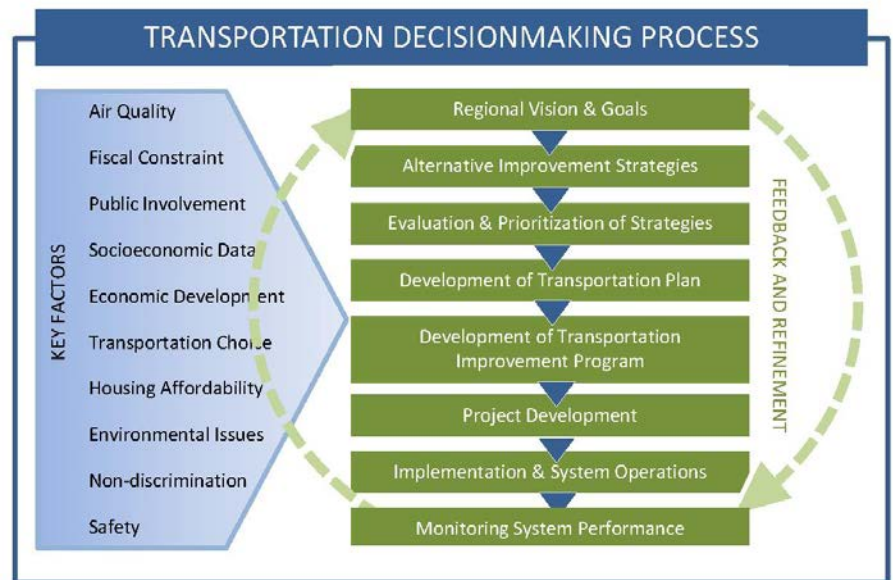 TRANSPORTATION DECISIONMAKING PROCESS
KEY FACTORS
Air Quality
Fiscal Constraint
Public Involvement
Socioeconomic Data
Economic Development
Transportation Choice
Housing Affordability
Environmental Issues
Non-discrimination
Safety
Regional Vision & Goals
Alternative Improvement Strategies
Evaluation & Prioritization of Strategies
Development of Transportation Plan
Development of Transportation
Improvement Program
Project Development
Implementation & System Operations
Monitoring System Performance
FEEDBACK AND REFINEMENT